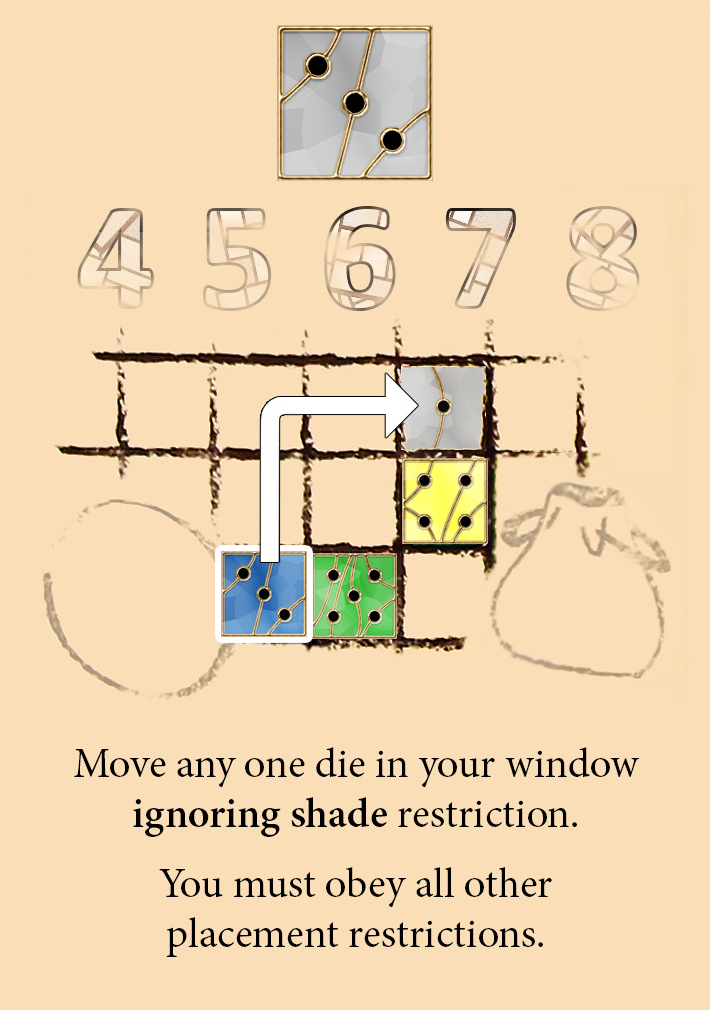 4 5 6 7 8
Move any one die in your window
ignoring shade restriction.
You must obey all other
placement restrictions.